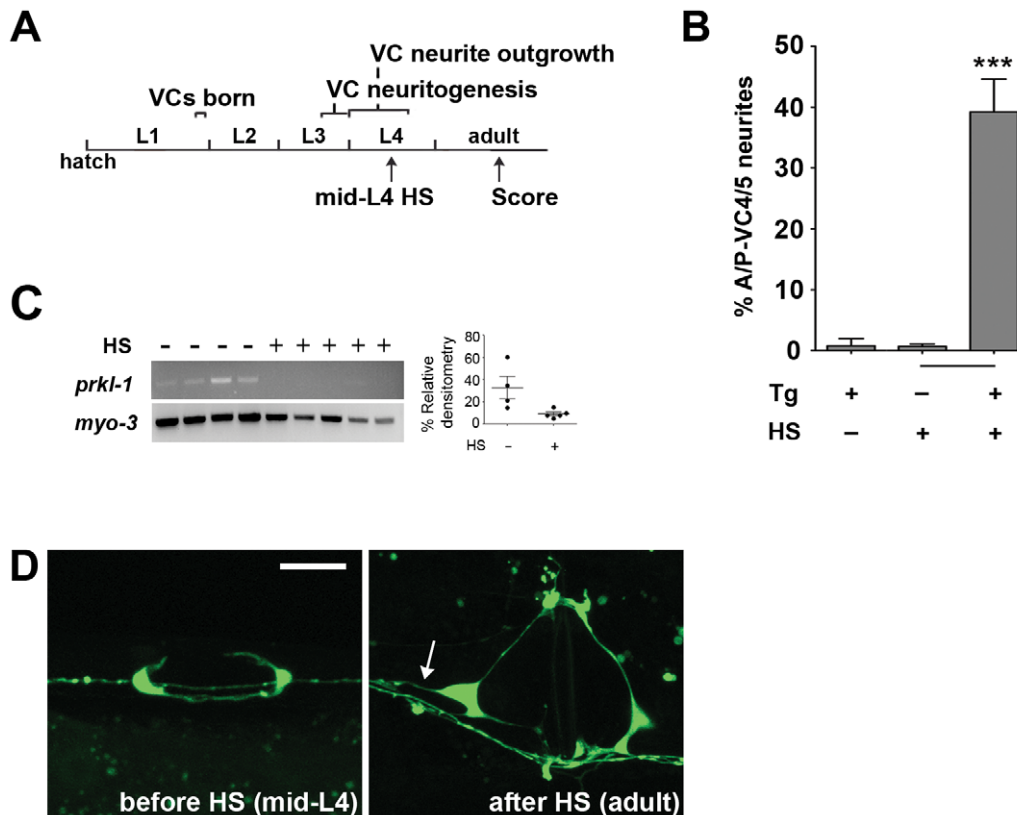 A
VC neurite outgrowth
VCs born
VC neuritogenesis
L1 L2 L3 L4 adult
hatch
mid-L4 HS Score
B
% A/P-VC4/5 neurites
50
40
30
20
10
0
***
Tg + – +
HS – + +
C
HS – – – – + + + + +
prkl-1
myo-3
% Relative
densitometry
80
60
40
20
0
HS – +
D
before HS (mid-L4)
after HS (adult)